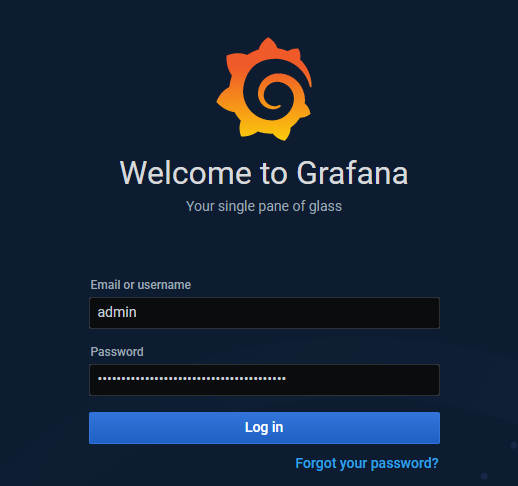 Welcome to Grafana
Your single pane of glass
Email or username
admin
Password
••••••••••••••••••••••••••••••••••••••••
Log in
Forgot your password?